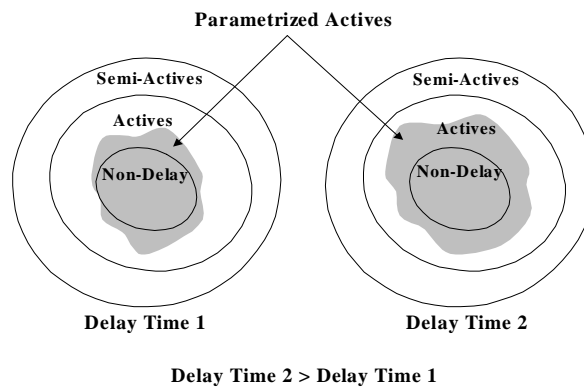 Parametrized Actives
Semi-Actives
Actives
Non-Delay
Delay Time 1
Semi-Actives
Actives
Non-Delay
Delay Time 2
Delay Time 2 > Delay Time 1